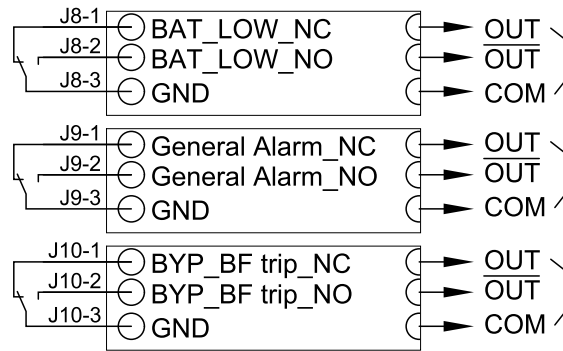 J8-1 BAT_LOW_NC OUT
J8-2 BAT_LOW_NO OUT
J8-3 GND COM
J9-1 General Alarm_NC OUT
J9-2 General Alarm_NO OUT
J9-3 GND COM
J10-1 BYP_BF trip_NC OUT
J10-2 BYP_BF trip_NO OUT
J10-3 GND COM